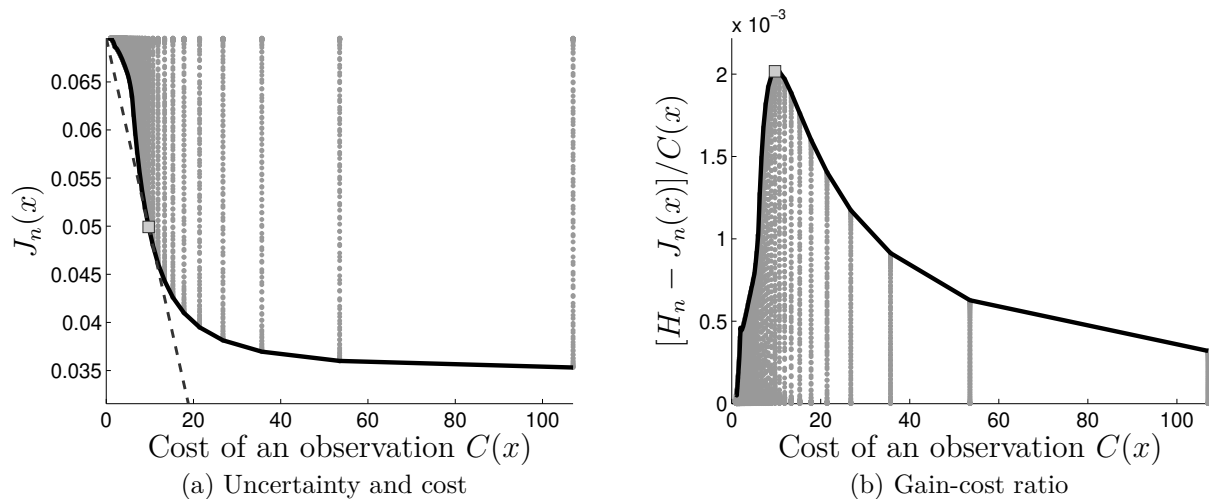 0.065
0.06
0.055
0.05
0.045
0.04
0.035
J_n(x)
0 20 40 60 80 100
Cost of an observation C(x)
(a) Uncertainty and cost
x 10^{-3}
2
1.5
1
0.5
0
[H_n − J_n(x)]/C(x)
0 20 40 60 80 100
Cost of an observation C(x)
(b) Gain-cost ratio